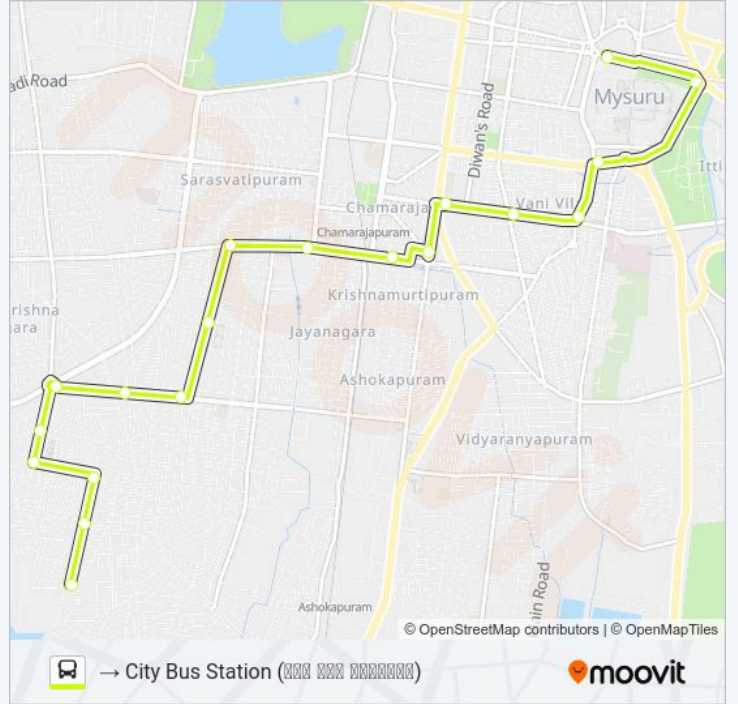 adi Road
Mysuru
Diwan's Road
Itti
Sarasvatipuram
Chamaraja
Vani Vil
Chamarajapuram
Krishnamurtipuram
rishna
ara
Jayanagara
Ashokapuram
Vidyaranyapuram
ain Road
Ashokapuram
© OpenStreetMap contributors | © OpenMapTiles
→ City Bus Station (
moovit